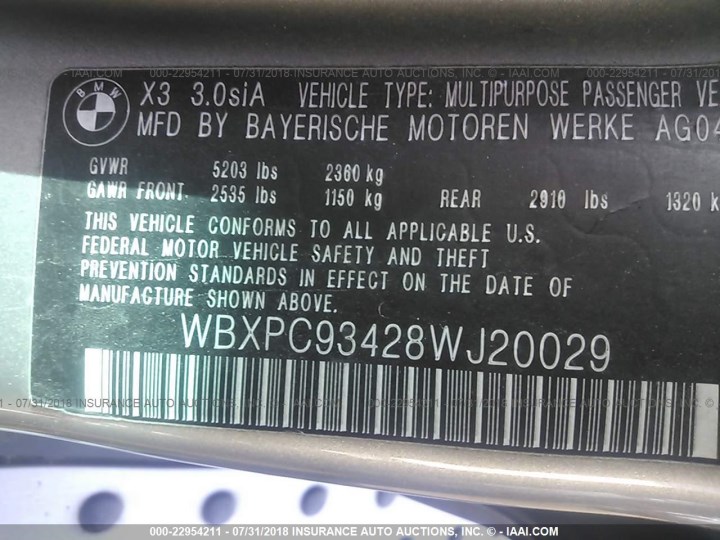 000-22954211 - 07/31/2018 INSURANCE AUTO AUCTIONS, INC. - IAAI.COM
BMW
X3 3.0siA VEHICLE TYPE: MULTIPURPOSE PASSENGER VE
MFD BY BAYERISCHE MOTOREN WERKE AG04
GVWR 5203 lbs 2360 kg
GAWR FRONT: 2535 lbs 1150 kg REAR 2910 lbs 1320 k
THIS VEHICLE CONFORMS TO ALL APPLICABLE U.S.
FEDERAL MOTOR VEHICLE SAFETY AND THEFT
PREVENTION STANDARDS IN EFFECT ON THE DATE OF
MANUFACTURE SHOWN ABOVE.
WBXPC93428WJ20029
000-22954211 - 07/31/2018 INSURANCE AUTO AUCTIONS, INC. - IAAI.COM